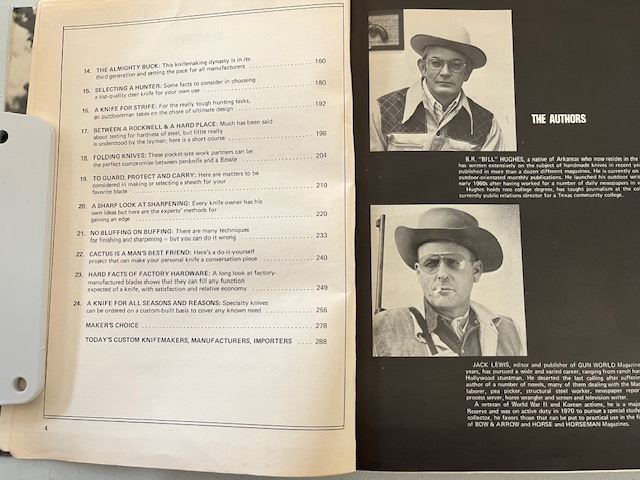 14. THE ALMIGHTY BUCK: This knifemaking dynasty is in its
third generation and setting the pace for all manufacturers ..... 160
15. SELECTING A HUNTER: Some facts to consider in choosing
a top-quality deer knife for your own use ..... 180
16. A KNIFE FOR STRIFE: For the really tough hunting tasks,
an outdoorsman takes on the chore of ultimate design ..... 192
17. BETWEEN A ROCKWELL & A HARD PLACE: Much has been said
about testing for hardness of steel, but little really
is understood by the layman, here is a short course ..... 198
18. FOLDING KNIVES: These pocket-size work partners can be
the perfect compromise between penknife and a Bowie ..... 204
19. TO GUARD, PROTECT AND CARRY: Here are matters to be
considered in making or selecting a sheath for your
favorite blade ..... 210
20. A SHARP LOOK AT SHARPENING: Every knife owner has his
own ideas but here are the experts' methods for
gaining an edge ..... 220
21. NO BLUFFING ON BUFFING: There are many techniques
for finishing and sharpening — but you can do it wrong ..... 233
22. CACTUS IS A MAN'S BEST FRIEND: Here's a do-it-yourself
project that can make your personal knife a conversation piece ..... 240
23. HARD FACTS OF FACTORY HARDWARE: A long look at factory-
manufactured blades shows that they can fill any function
expected of a knife, with satisfaction and relative economy ..... 249
24. A KNIFE FOR ALL SEASONS AND REASONS: Specialty knives
can be ordered on a custom-built basis to cover any known need ..... 256
MAKER'S CHOICE ..... 278
TODAY'S CUSTOM KNIFEMAKERS, MANUFACTURERS, IMPORTERS .... 288
4
THE AUTHORS
B.R. "BILL" HUGHES, a native of Arkansas who now resides in the
has written extensively on the subject of handmade knives in recent
published in more than a dozen different magazines. He is currently on
outdoor-orientated monthly publications. He launched his outdoor
early 1960s after having worked for a number of daily newspapers in
Hughes holds two college degrees, has taught journalism at the
currently public relations director for a Texas community college.
JACK LEWIS, editor and publisher of GUN WORLD Magazine
years, has pursued a wide and varied career, ranging from ranch
Hollywood stuntman. He deserted the last calling after
author of a number of novels, many of them dealing with the
laborer, pea picker, structural steel worker, newspaper
process server, horse wrangler and screen and television writer.
A veteran of World War II and Korean actions, he is a
Reserve and was on active duty in 1970 to pursue a special
collector, he favors those that can be put to practical use in the
of BOW & ARROW and HORSE and HORSEMAN Magazines.